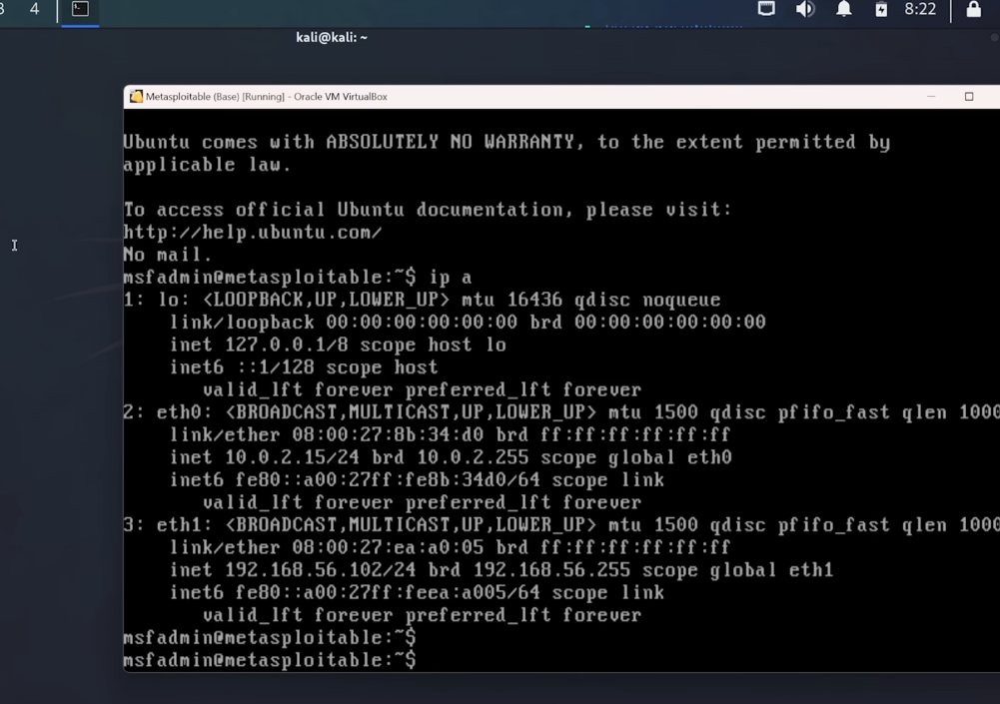 3 4 8:22
kali@kali: ~
Metasploitable (Base) [Running] - Oracle VM VirtualBox
Ubuntu comes with ABSOLUTELY NO WARRANTY, to the extent permitted by
applicable law.
To access official Ubuntu documentation, please visit:
http://help.ubuntu.com/
No mail.
msfadmin@metasploitable:~$ ip a
1: lo: <LOOPBACK,UP,LOWER_UP> mtu 16436 qdisc noqueue
link/loopback 00:00:00:00:00:00 brd 00:00:00:00:00:00
inet 127.0.0.1/8 scope host lo
inet6 ::1/128 scope host
valid_lft forever preferred_lft forever
2: eth0: <BROADCAST,MULTICAST,UP,LOWER_UP> mtu 1500 qdisc pfifo_fast qlen 1000
link/ether 08:00:27:8b:34:d0 brd ff:ff:ff:ff:ff:ff
inet 10.0.2.15/24 brd 10.0.2.255 scope global eth0
inet6 fe80::a00:27ff:fe8b:34d0/64 scope link
valid_lft forever preferred_lft forever
3: eth1: <BROADCAST,MULTICAST,UP,LOWER_UP> mtu 1500 qdisc pfifo_fast qlen 1000
link/ether 08:00:27:ea:a0:05 brd ff:ff:ff:ff:ff:ff
inet 192.168.56.102/24 brd 192.168.56.255 scope global eth1
inet6 fe80::a00:27ff:feea:a005/64 scope link
valid_lft forever preferred_lft forever
msfadmin@metasploitable:~$
msfadmin@metasploitable:~$